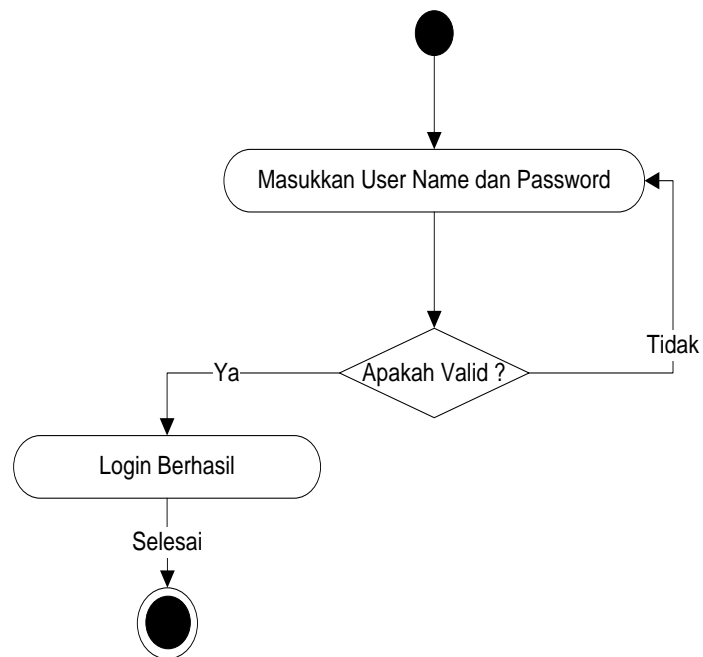 Masukkan User Name dan Password
Tidak
Apakah Valid ?
Ya
Login Berhasil
Selesai